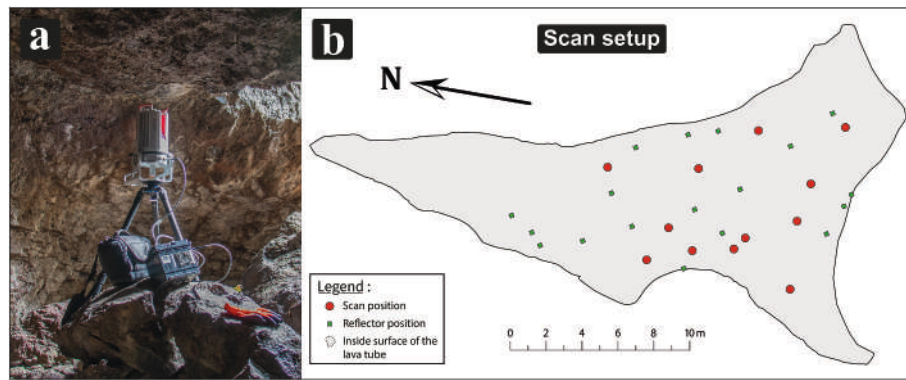 a
b
Scan setup
N
Legend :
Scan position
Reflector position
Inside surface of the
lava tube
0 2 4 6 8 10 m